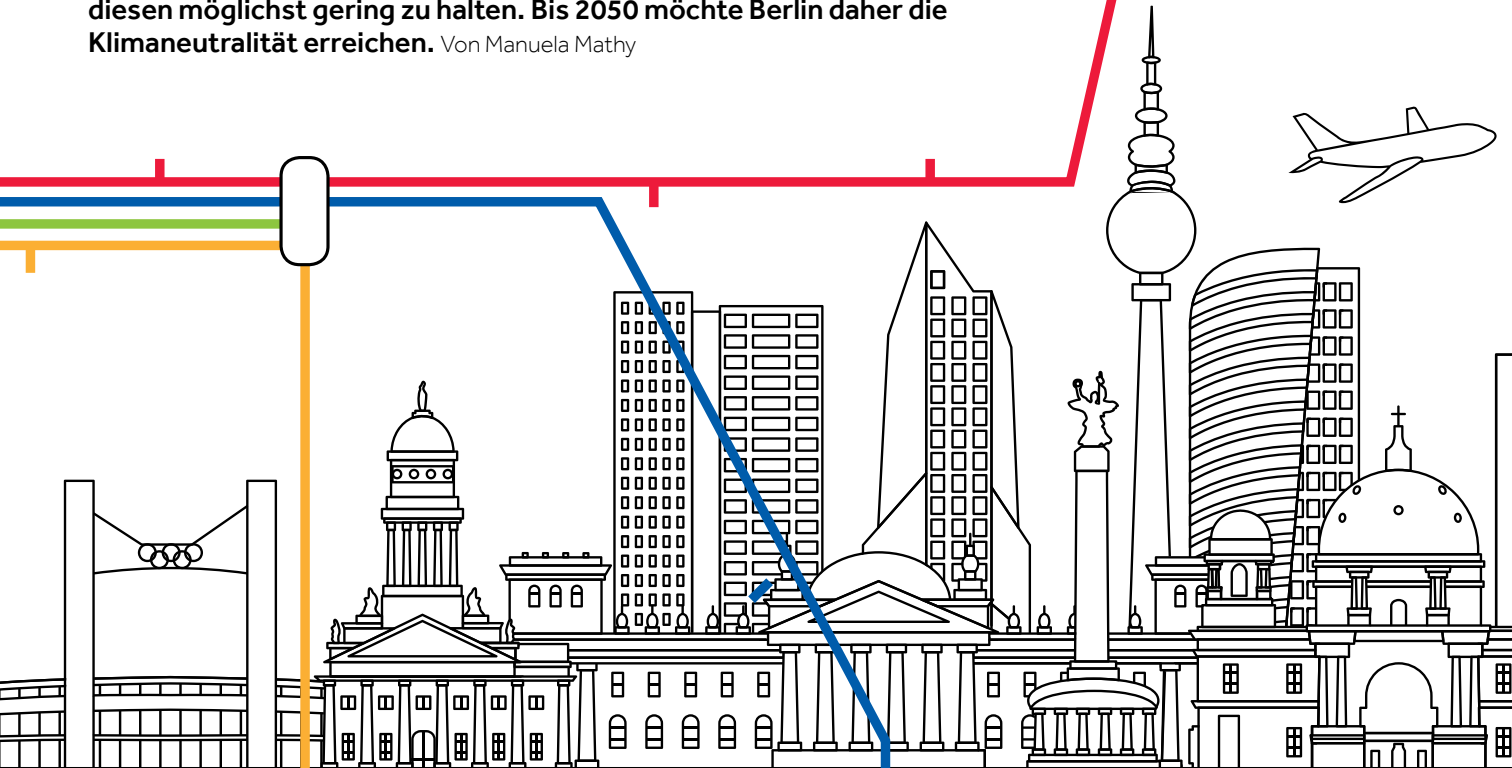 diesen möglichst gering zu halten. Bis 2050 möchte Berlin daher die
Klimaneutralität erreichen. Von Manuela Mathy